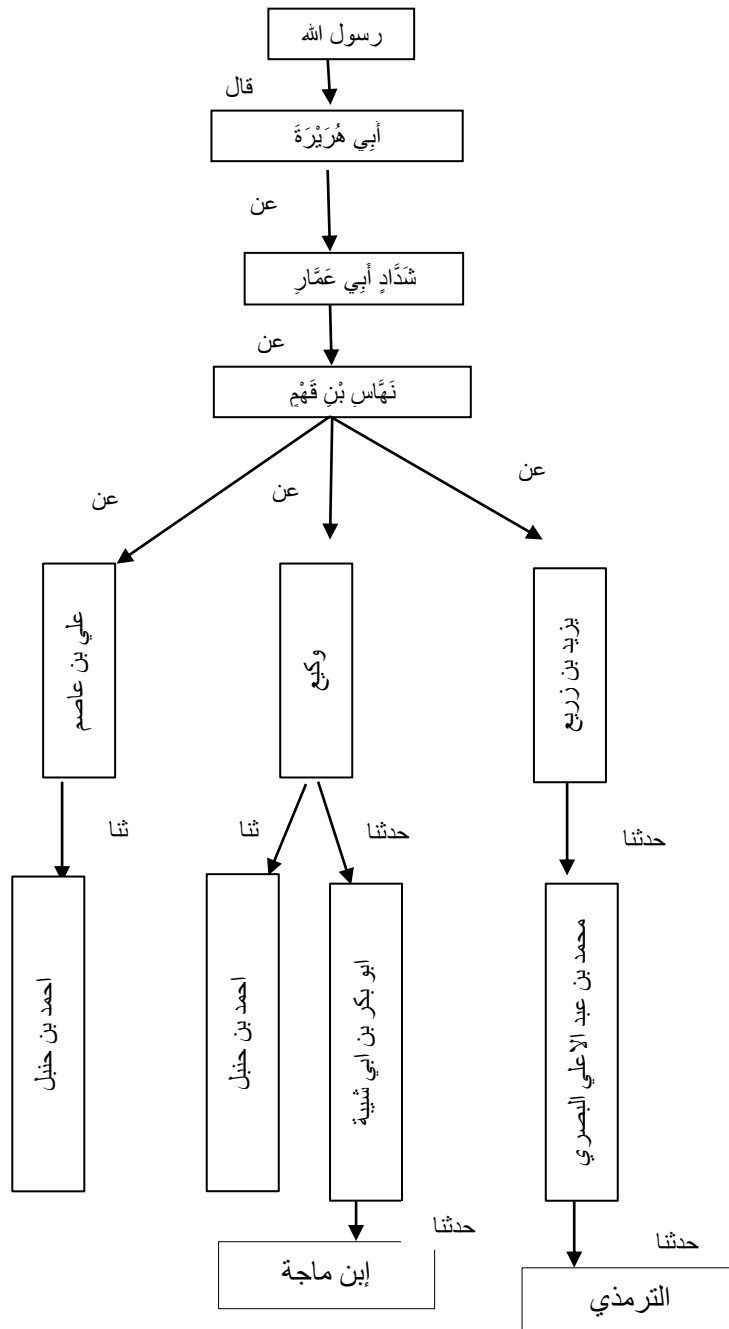 رسول الله
قال
أَبِي هُرَيْرَةَ
عن
شَدَّادٍ أَبِي عَمَّارٍ
عن
نَهَّاسِ بْنِ قَهْمٍ
عن
عن
عن
يزيد بن زريع
وكيع
علي بن عاصم
حدثنا
حدثنا
ثنا
ثنا
محمد بن عبد الاعلي البصري
ابو بكر بن ابي شيبة
احمد بن حنبل
احمد بن حنبل
حدثنا
حدثنا
الترمذي
إبن ماجة